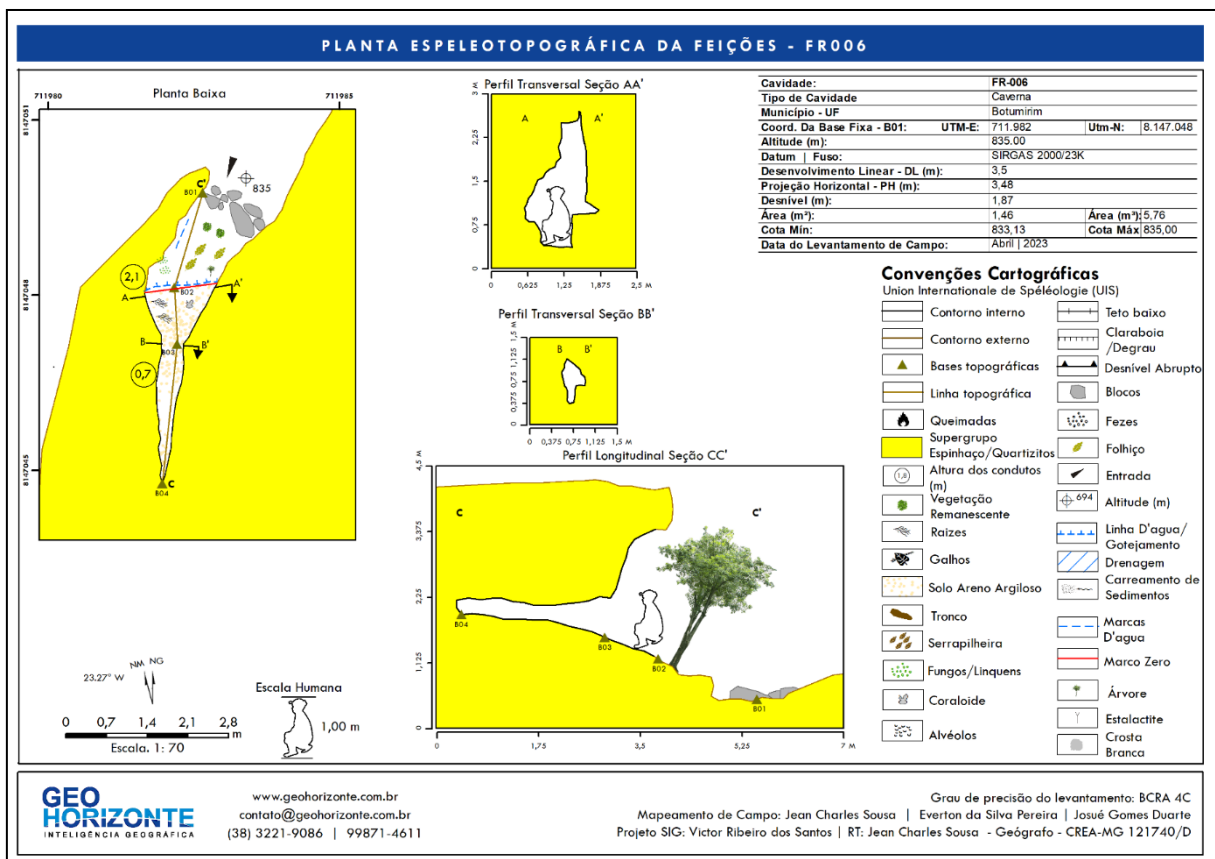 PLANTA ESPELEOTOPOGRÁFICA DA FEIÇÕES - FR006
Planta Baixa
711980
711985
8147051
8147048
8147045
C'
B01
835
2,1
A
A'
B02
B
B'
B03
0,7
C
B04
NM NG
23.27° W
0 0,7 1,4 2,1 2,8
m
Escala. 1: 70
Escala Humana
1,00 m
Perfil Transversal Seção AA'
3 M
2,25
1,5
0,75
0
A A'
0 0,625 1,25 1,875 2,5 M
Perfil Transversal Seção BB'
1,5 M
1,125
0,75
0,375
0
B B'
0 0,375 0,75 1,125 1,5 M
Perfil Longitudinal Seção CC'
4,5 M
3,375
2,25
1,125
0
C C'
B04
B03
B02
B01
0 1,75 3,5 5,25 7 M
Cavidade: FR-006
Tipo de Cavidade Caverna
Município - UF Botumirim
Coord. Da Base Fixa - B01: UTM-E: 711.982 Utm-N: 8.147.048
Altitude (m): 835.00
Datum | Fuso: SIRGAS 2000/23K
Desenvolvimento Linear - DL (m): 3,5
Projeção Horizontal - PH (m): 3,48
Desnível (m): 1,87
Área (m²): 1,46 Área (m³): 5,76
Cota Mín: 833,13 Cota Máx 835,00
Data do Levantamento de Campo: Abril | 2023
Convenções Cartográficas
Union Internationale de Spéléologie (UIS)
Contorno interno
Contorno externo
Bases topográficas
Linha topográfica
Queimadas
Supergrupo
Espinhaço/Quartizitos
1,8
Altura dos condutos
(m)
Vegetação
Remanescente
Raizes
Galhos
Solo Areno Argiloso
Tronco
Serrapilheira
Fungos/Linquens
Coraloide
Alvéolos
Teto baixo
Claraboia
/Degrau
Desnível Abrupto
Blocos
Fezes
Folhiço
Entrada
694
Altitude (m)
Linha D'agua/
Gotejamento
Drenagem
Carreamento de
Sedimentos
Marcas
D'agua
Marco Zero
Árvore
Estalactite
Crosta
Branca
GEO
HORIZONTE
INTELIGÊNCIA GEOGRÁFICA
www.geohorizonte.com.br
contato@geohorizonte.com.br
(38) 3221-9086 | 99871-4611
Grau de precisão do levantamento: BCRA 4C
Mapeamento de Campo: Jean Charles Sousa | Everton da Silva Pereira | Josué Gomes Duarte
Projeto SIG: Victor Ribeiro dos Santos | RT: Jean Charles Sousa - Geógrafo - CREA-MG 121740/D